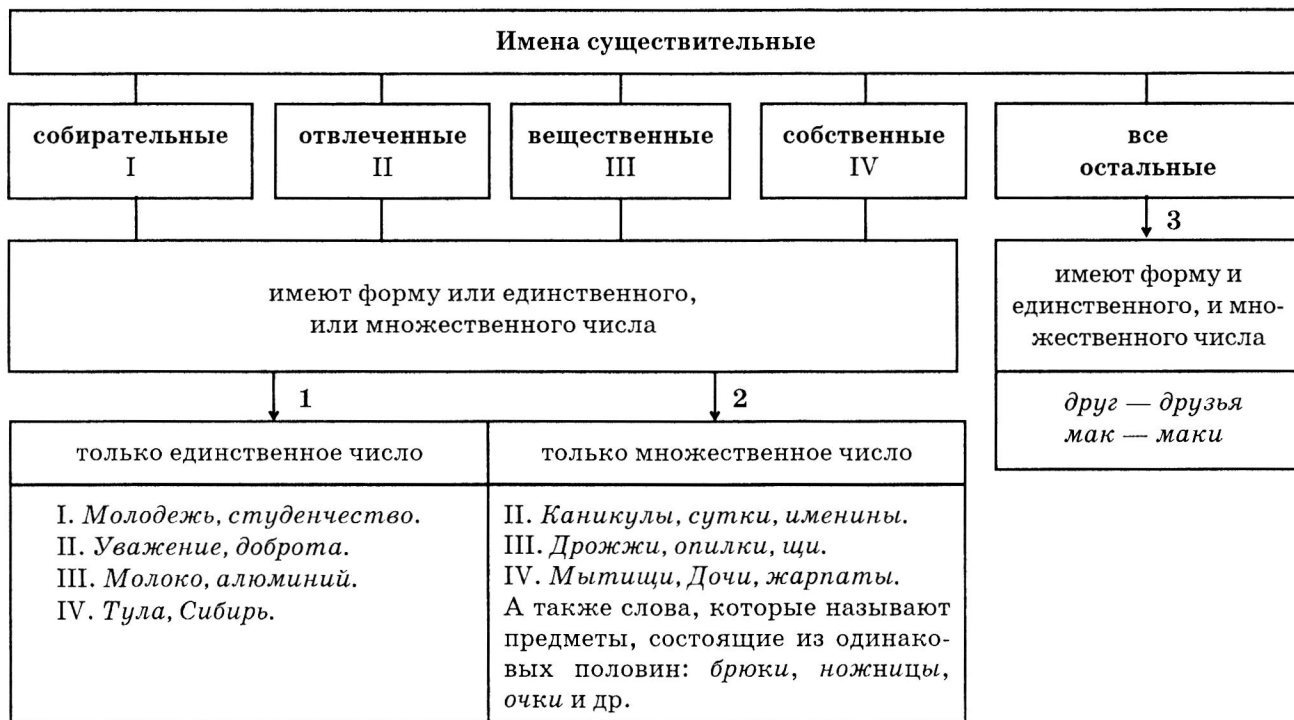 Имена существительные
собирательные
I
отвлеченные
II
вещественные
III
собственные
IV
все
остальные
3
имеют форму или единственного,
или множественного числа
имеют форму и
единственного, и мно-
жественного числа
друг — друзья
мак — маки
1
2
только единственное число
только множественное число
I. Молодежь, студенчество.
II. Уважение, доброта.
III. Молоко, алюминий.
IV. Тула, Сибирь.
II. Каникулы, сутки, именины.
III. Дрожжи, опилки, щи.
IV. Мытищи, Дочи, жарпаты.
А также слова, которые называют
предметы, состоящие из одинако-
вых половин: брюки, ножницы,
очки и др.